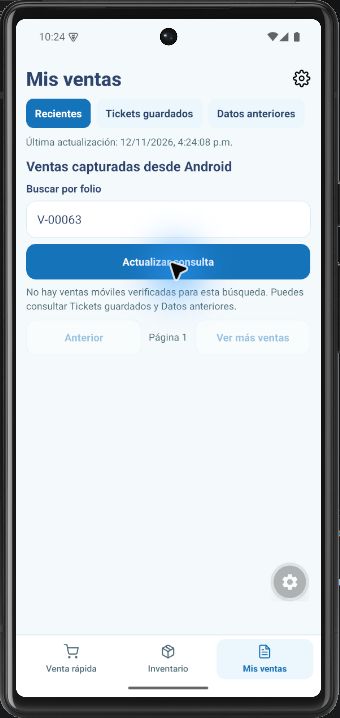 10:24
Mis ventas
Recientes
Tickets guardados
Datos anteriores
Última actualización: 12/11/2026, 4:24:08 p.m.
Ventas capturadas desde Android
Buscar por folio
V-00063
Actualizar consulta
No hay ventas móviles verificadas para esta búsqueda. Puedes
consultar Tickets guardados y Datos anteriores.
Anterior
Página 1
Ver más ventas
Venta rápida
Inventario
Mis ventas